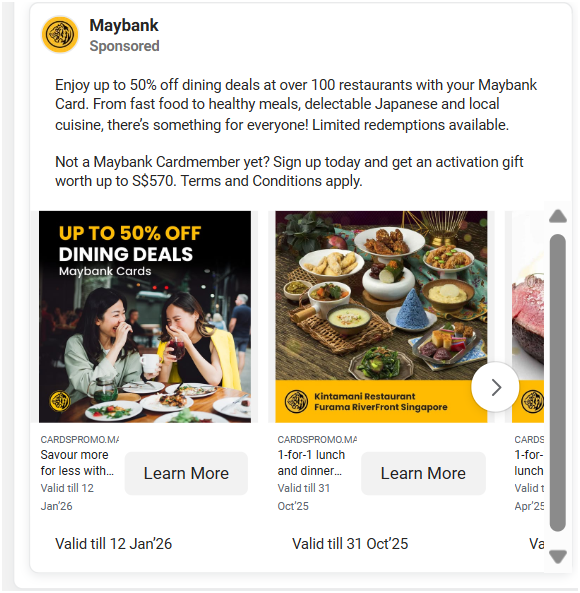 Maybank
Sponsored
Enjoy up to 50% off dining deals at over 100 restaurants with your Maybank
Card. From fast food to healthy meals, delectable Japanese and local
cuisine, there's something for everyone! Limited redemptions available.
Not a Maybank Cardmember yet? Sign up today and get an activation gift
worth up to S$570. Terms and Conditions apply.
UP TO 50% OFF
DINING DEALS
Maybank Cards
CARDSPROMO.MA
Savour more
for less with...
Valid till 12
Jan'26
Learn More
Valid till 12 Jan'26
Kintamani Restaurant
Furama RiverFront Singapore
CARDSPROMO.MA
1-for-1 lunch
and dinner...
Valid till 31
Oct'25
Learn More
Valid till 31 Oct'25
CARDS
1-for-
lunch
Valid t
Apr'25
Va